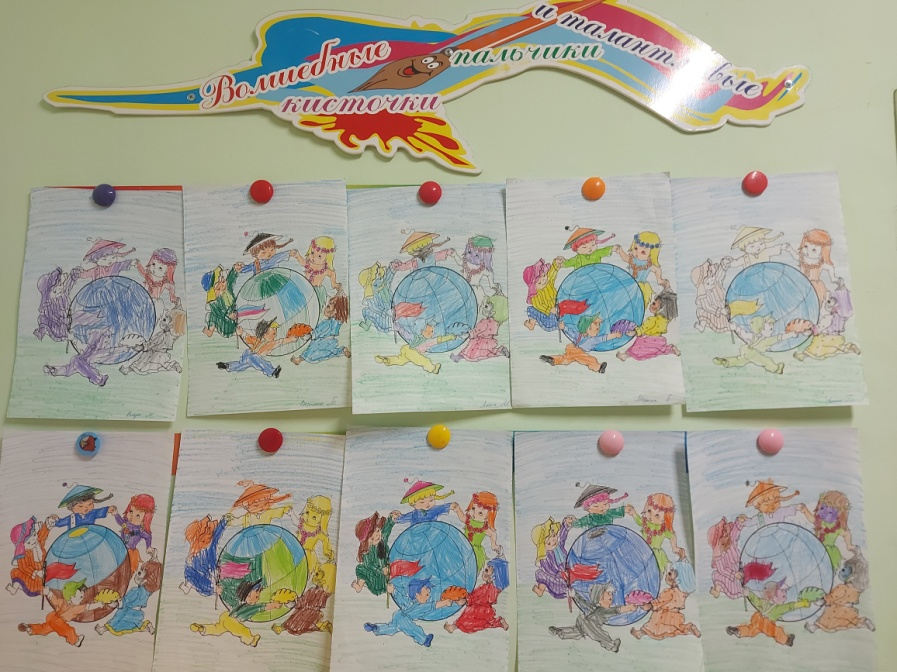 Волшебные
кисточки
пальчики
и талантливые